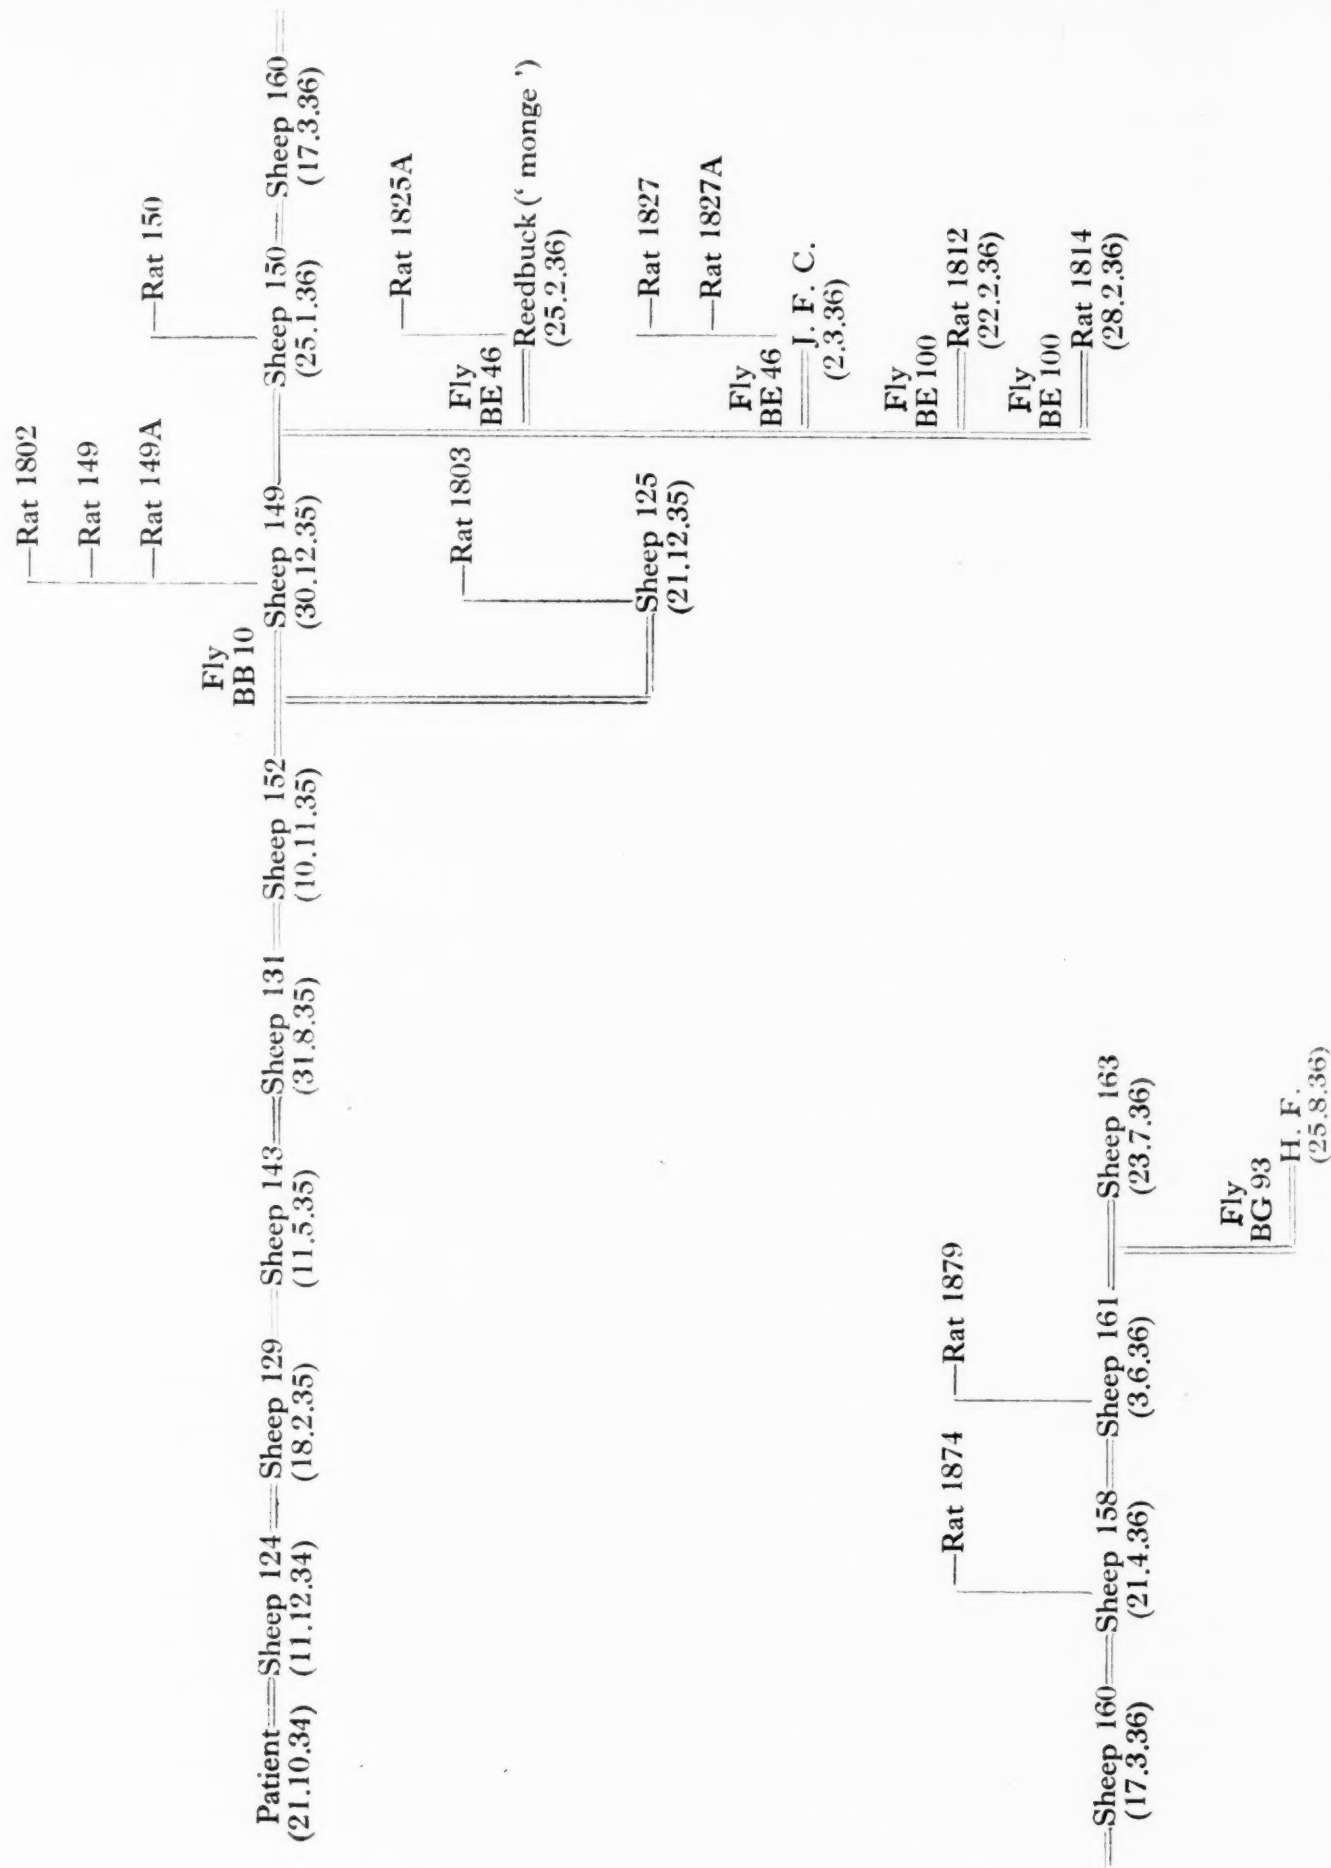 Patient
(21.10.34)
Sheep 124
(11.12.34)
Sheep 129
(18.2.35)
Sheep 143
(11.5.35)
Sheep 131
(31.8.35)
Sheep 152
(10.11.35)
Fly
BB 10
Sheep 149
(30.12.35)
Rat 1802
Rat 149
Rat 149A
Rat 1803
Sheep 125
(21.12.35)
Sheep 150
(25.1.36)
Rat 150
Sheep 160
(17.3.36)
Rat 1825A
Fly
BE 46
Reedbuck (‘ monge ’)
(25.2.36)
Rat 1827
Rat 1827A
Fly
BE 46
J. F. C.
(2.3.36)
Fly
BE 100
Rat 1812
(22.2.36)
Fly
BE 100
Rat 1814
(28.2.36)
Sheep 160
(17.3.36)
Rat 1874
Sheep 158
(21.4.36)
Rat 1879
Sheep 161
(3.6.36)
Sheep 163
(23.7.36)
Fly
BG 93
H. F.
(25.8.36)